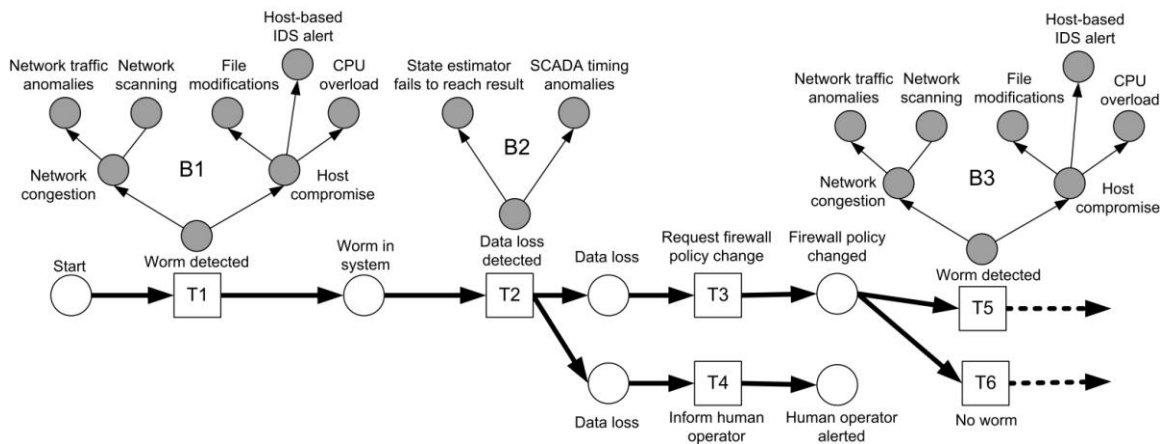 Host-based
IDS alert
Network traffic
anomalies
Network
scanning
File
modifications
CPU
overload
B1
Network
congestion
Host
compromise
Worm detected
State estimator
fails to reach result
SCADA timing
anomalies
B2
Data loss
detected
Host-based
IDS alert
Network traffic
anomalies
Network
scanning
File
modifications
CPU
overload
B3
Network
congestion
Host
compromise
Worm detected
Start
T1
Worm in
system
T2
Data loss
Request firewall
policy change
T3
Firewall policy
changed
T5
Data loss
T4
Inform human
operator
Human operator
alerted
T6
No worm